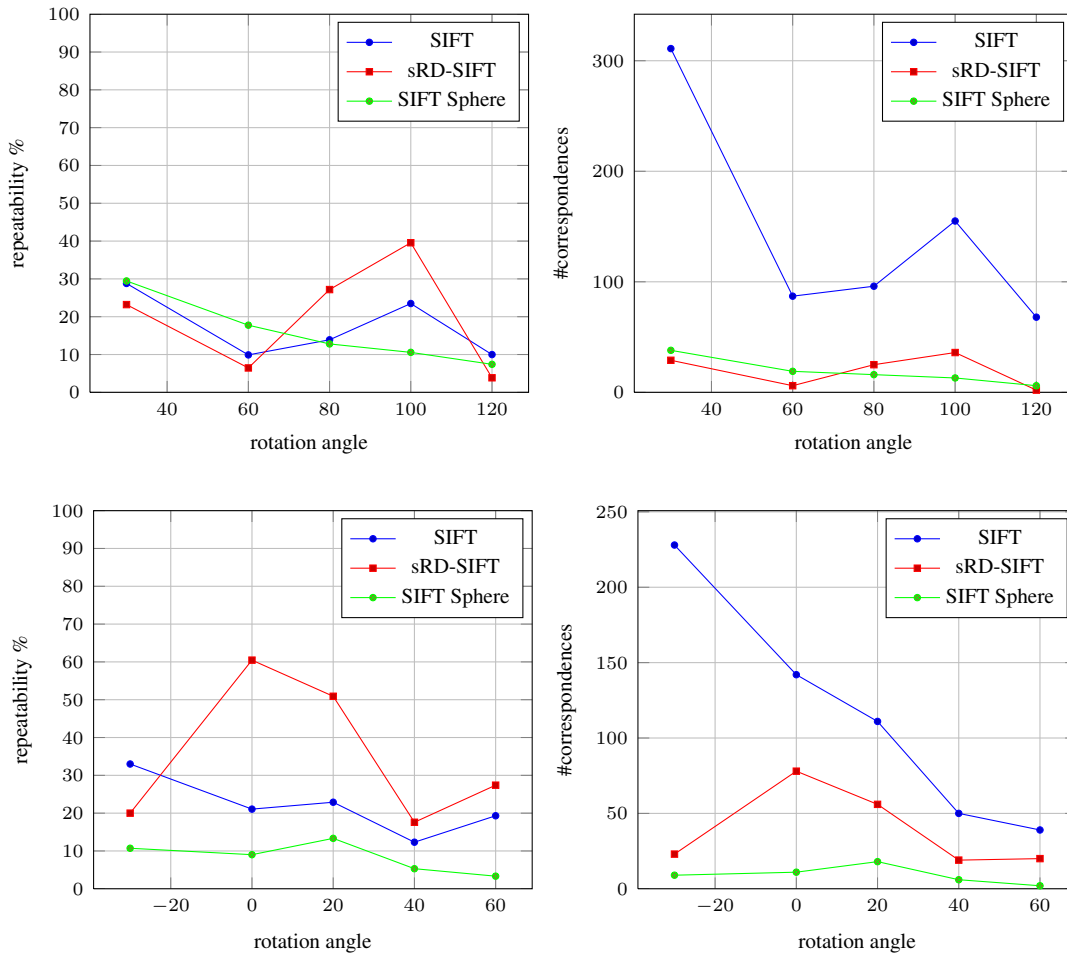 100
90
80
70
60
50
40
30
20
10
0
repeatability %
40 60 80 100 120
rotation angle
SIFT
sRD-SIFT
SIFT Sphere
300
200
100
0
#correspondences
40 60 80 100 120
rotation angle
SIFT
sRD-SIFT
SIFT Sphere
100
90
80
70
60
50
40
30
20
10
0
repeatability %
−20 0 20 40 60
rotation angle
SIFT
sRD-SIFT
SIFT Sphere
250
200
150
100
50
0
#correspondences
−20 0 20 40 60
rotation angle
SIFT
sRD-SIFT
SIFT Sphere